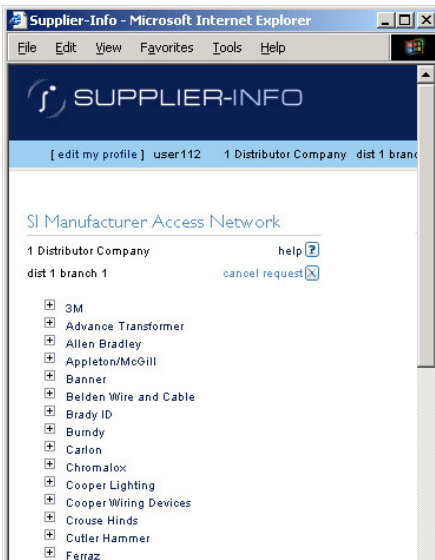 Supplier-Info - Microsoft Internet Explorer
File Edit View Favorites Tools Help
SUPPLIER-INFO
[ edit my profile ] user112 1 Distributor Company dist 1 branc
SI Manufacturer Access Network
1 Distributor Company help ?
dist 1 branch 1 cancel request
3M
Advance Transformer
Allen Bradley
Appleton/McGill
Banner
Belden Wire and Cable
Brady ID
Burndy
Carlon
Chromalox
Cooper Lighting
Cooper Wiring Devices
Crouse Hinds
Cutler Hammer
Ferraz